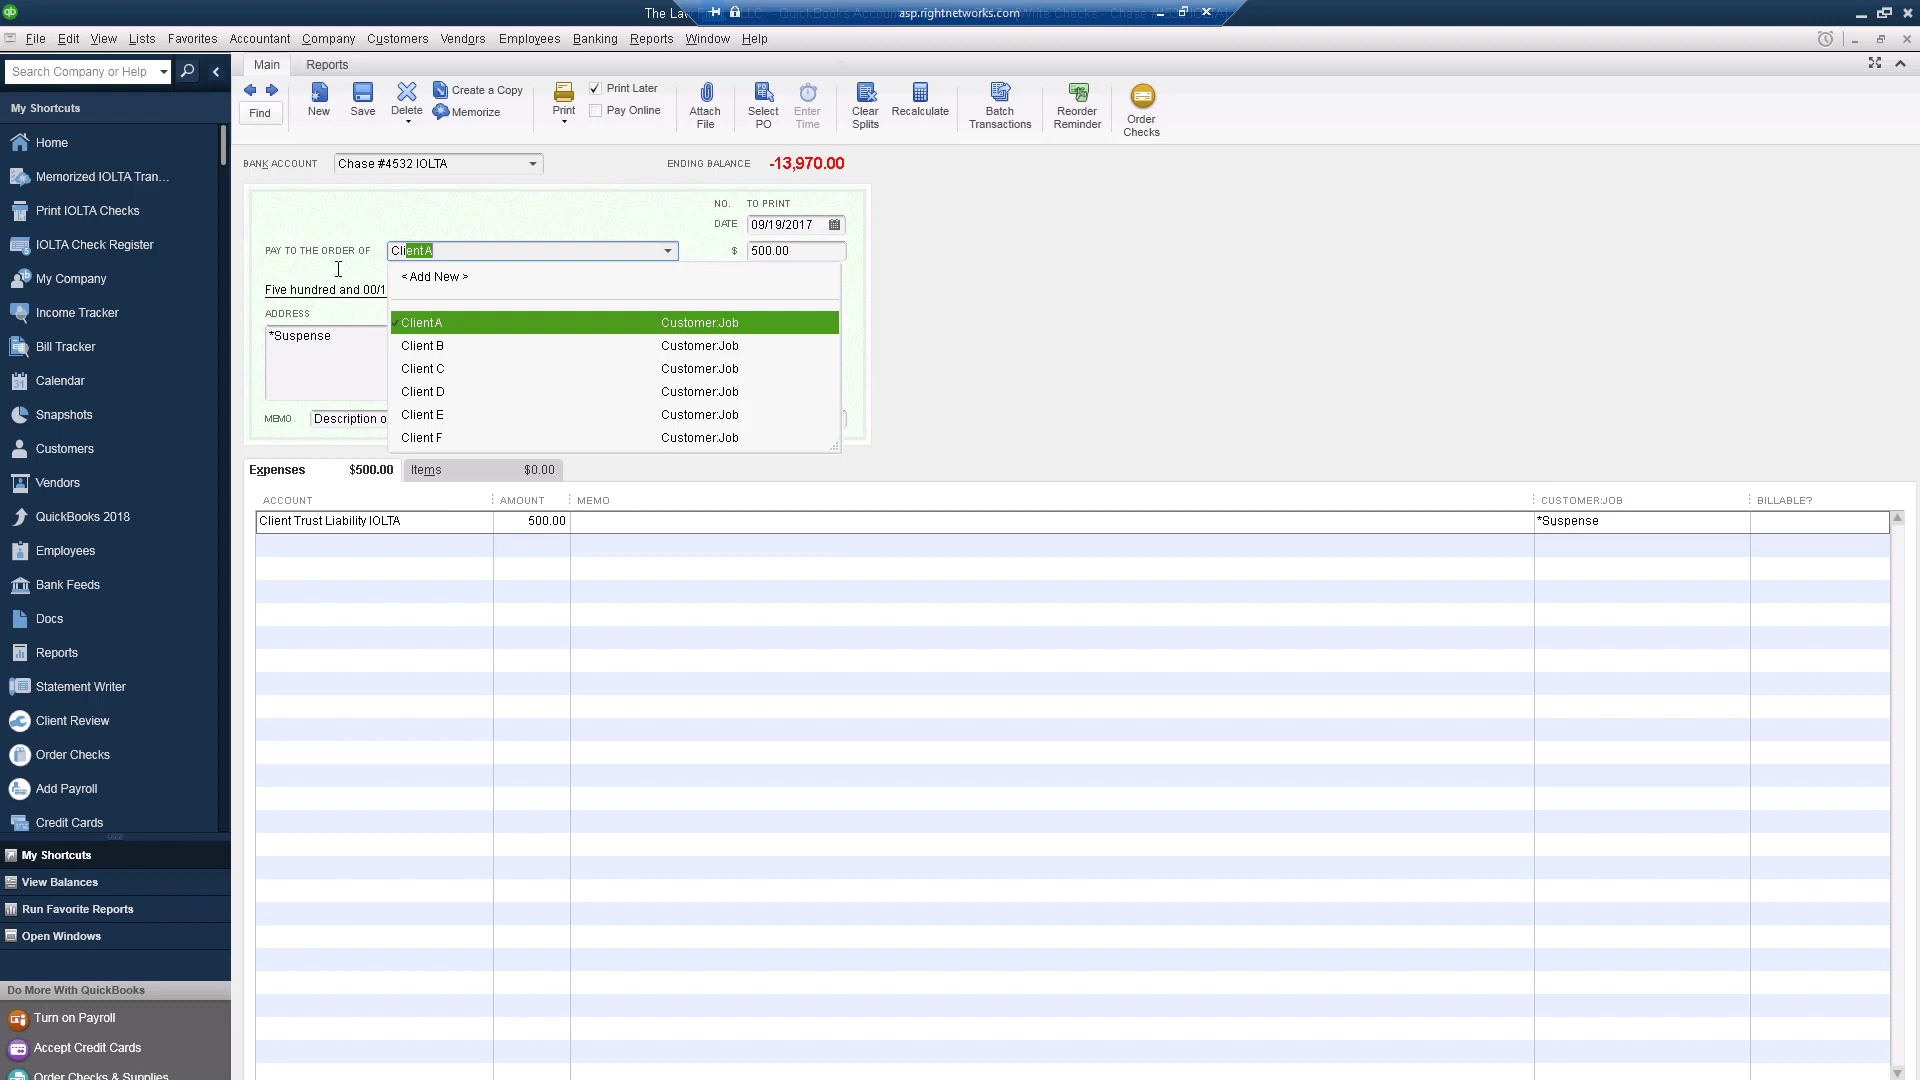 The Law LLC - QuickBooks Accoun
asp.rightnetworks.com
Write Checks - Chase #4532 IOLTA]
File Edit View Lists Favorites Accountant Company Customers Vendors Employees Banking Reports Window Help
Search Company or Help
My Shortcuts
Home
Memorized IOLTA Tran...
Print IOLTA Checks
IOLTA Check Register
My Company
Income Tracker
Bill Tracker
Calendar
Snapshots
Customers
Vendors
QuickBooks 2018
Employees
Bank Feeds
Docs
Reports
Statement Writer
Client Review
Order Checks
Add Payroll
Credit Cards
My Shortcuts
View Balances
Run Favorite Reports
Open Windows
Do More With QuickBooks
Turn on Payroll
Accept Credit Cards
Order Checks & Supplies
Main Reports
Find
New
Save
Delete
Create a Copy
Memorize
Print
Print Later
Pay Online
Attach File
Select PO
Enter Time
Clear Splits
Recalculate
Batch Transactions
Reorder Reminder
Order Checks
BANK ACCOUNT Chase #4532 IOLTA ENDING BALANCE -13,970.00
NO. TO PRINT
DATE 09/19/2017
PAY TO THE ORDER OF Client A $ 500.00
< Add New >
Five hundred and 00/1
ADDRESS
*Suspense
Client A Customer:Job
Client B Customer:Job
Client C Customer:Job
Client D Customer:Job
Client E Customer:Job
Client F Customer:Job
MEMO Description o
Expenses $500.00 Items $0.00
ACCOUNT AMOUNT MEMO CUSTOMER:JOB BILLABLE?
Client Trust Liability IOLTA 500.00 *Suspense